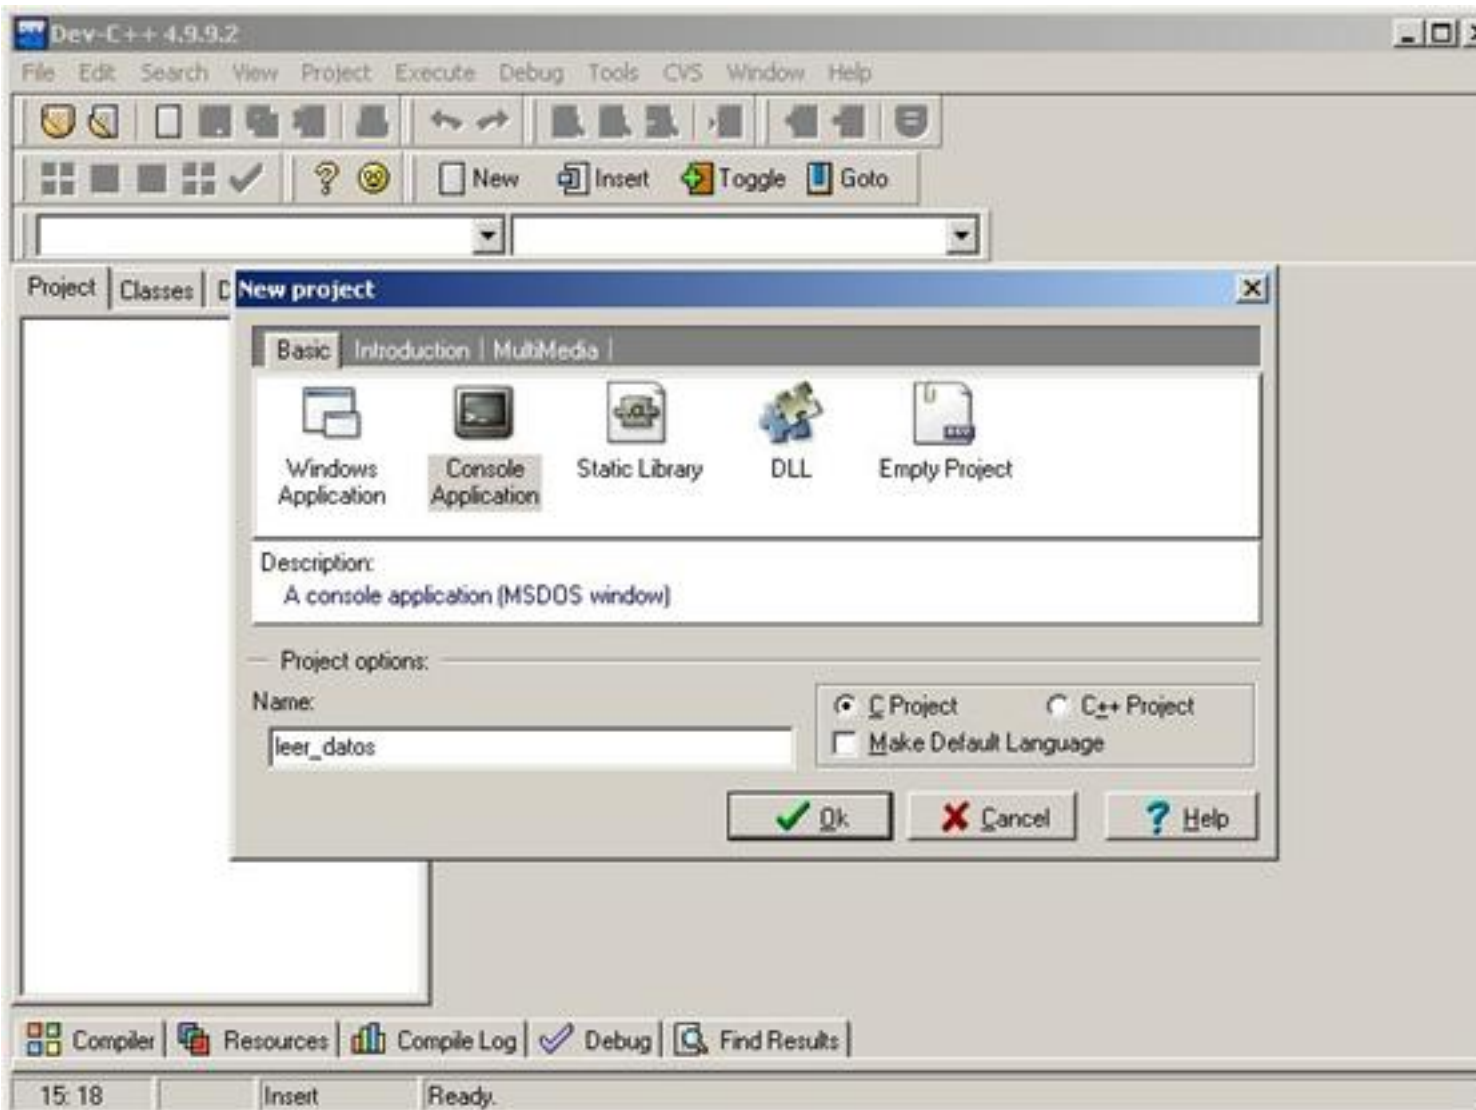 Dev-C++ 4.9.9.2
File Edit Search View Project Execute Debug Tools CVS Window Help
New Insert Toggle Goto
Project Classes D
New project
Basic Introduction MultiMedia
Windows Application
Console Application
Static Library
DLL
Empty Project
Description:
A console application (MSDOS window)
Project options:
Name:
leer_datos
C Project C++ Project
Make Default Language
Ok Cancel Help
Compiler Resources Compile Log Debug Find Results
15: 18 Insert Ready.